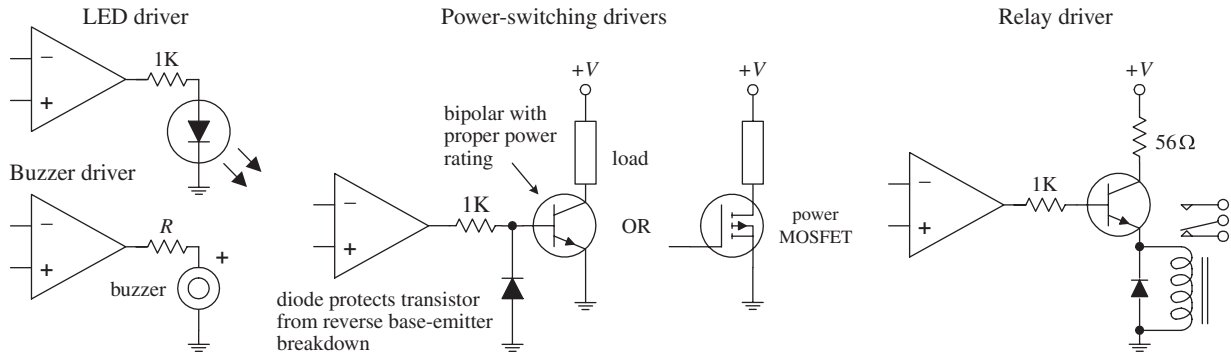 LED driver
1K
−
+
Buzzer driver
R
−
+
+
buzzer
Power-switching drivers
+V
+V
bipolar with
proper power
rating
load
1K
−
+
OR
power
MOSFET
diode protects transistor
from reverse base-emitter
breakdown
Relay driver
+V
56Ω
1K
−
+